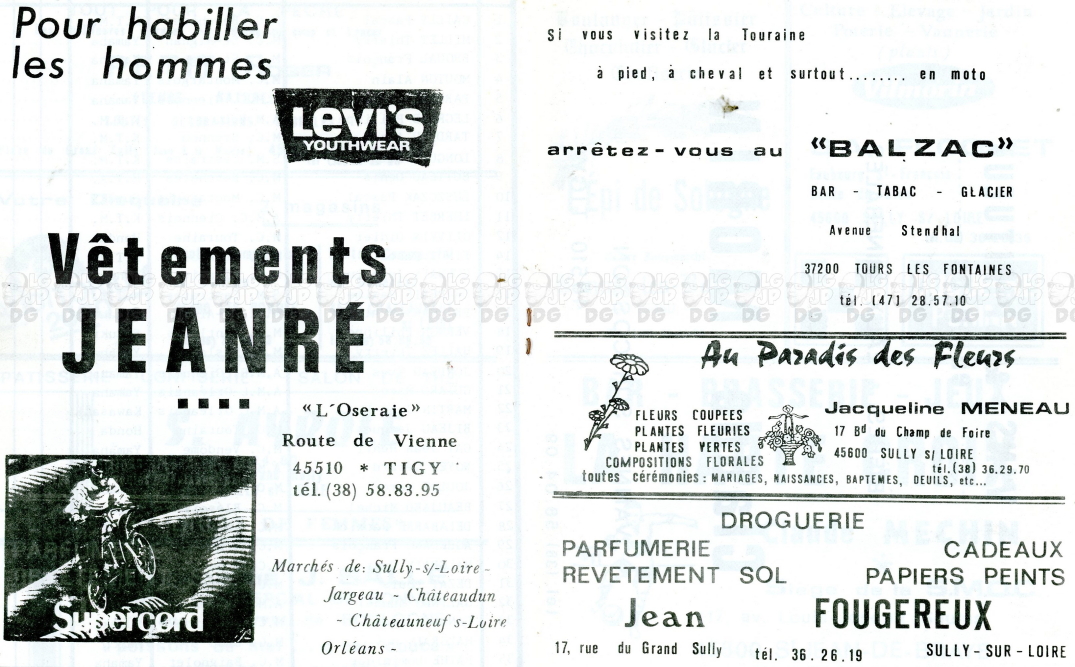 Pour habiller
les hommes
LEVI'S
YOUTHWEAR
Vêtements
JEANRÉ
«L'Oseraie»
Route de Vienne
45510 * TIGY
tél. (38) 58.83.95
Supercord
Marchés de: Sully-s/-Loire -
Jargeau - Châteaudun
- Châteauneuf s-Loire
Orléans -
Si vous visitez la Touraine
à pied, à cheval et surtout........ en moto
arrêtez-vous au «BALZAC»
BAR - TABAC - GLACIER
Avenue Stendhal
37200 TOURS LES FONTAINES
tél. (47) 28.57.10
Au Paradis des Fleurs
FLEURS COUPEES
PLANTES FLEURIES
PLANTES VERTES
COMPOSITIONS FLORALES
Jacqueline MENEAU
17 Bd du Champ de Foire
45600 SULLY s/ LOIRE
tél.(38) 36.29.70
toutes cérémonies : MARIAGES, NAISSANCES, BAPTEMES, DEUILS, etc...
DROGUERIE
PARFUMERIE CADEAUX
REVETEMENT SOL PAPIERS PEINTS
Jean FOUGEREUX
17, rue du Grand Sully tél. 36.26.19 SULLY-SUR-LOIRE